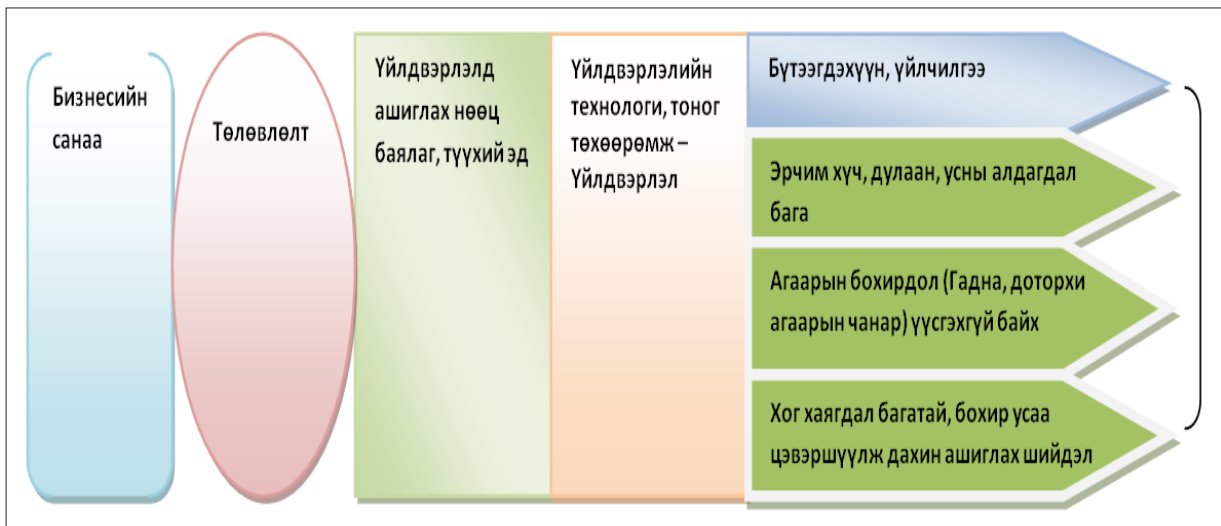 Бизнесийн
санаа
Төлөвлөлт
Үйлдвэрлэлд
ашиглах нөөц
баялаг, түүхий эд
Үйлдвэрлэлийн
технологи, тоног
төхөөрөмж –
Үйлдвэрлэл
Бүтээгдэхүүн, үйлчилгээ
Эрчим хүч, дулаан, усны алдагдал
бага
Агаарын бохирдол (Гадна, доторхи
агаарын чанар) үүсгэхгүй байх
Хог хаягдал багатай, бохир усаа
цэвэршүүлж дахин ашиглах шийдэл